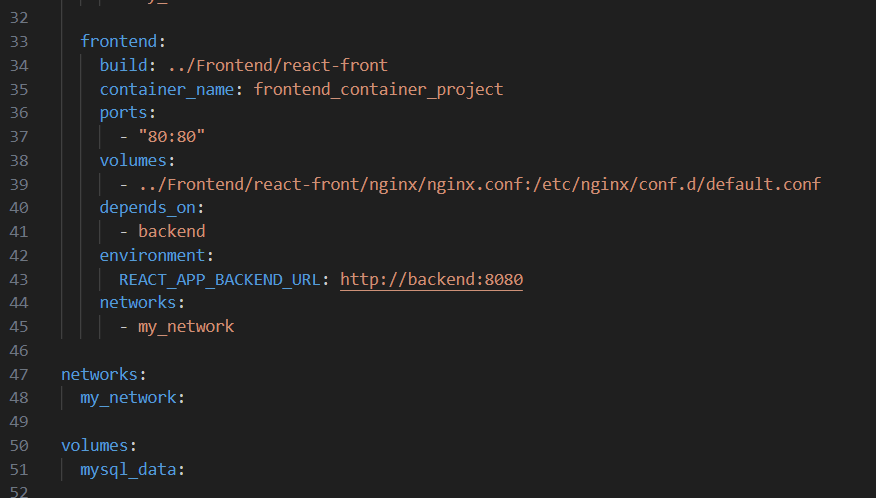 32
33 frontend:
34 build: ../Frontend/react-front
35 container_name: frontend_container_project
36 ports:
37 - "80:80"
38 volumes:
39 - ../Frontend/react-front/nginx/nginx.conf:/etc/nginx/conf.d/default.conf
40 depends_on:
41 - backend
42 environment:
43 REACT_APP_BACKEND_URL: http://backend:8080
44 networks:
45 - my_network
46
47 networks:
48 my_network:
49
50 volumes:
51 mysql_data:
52